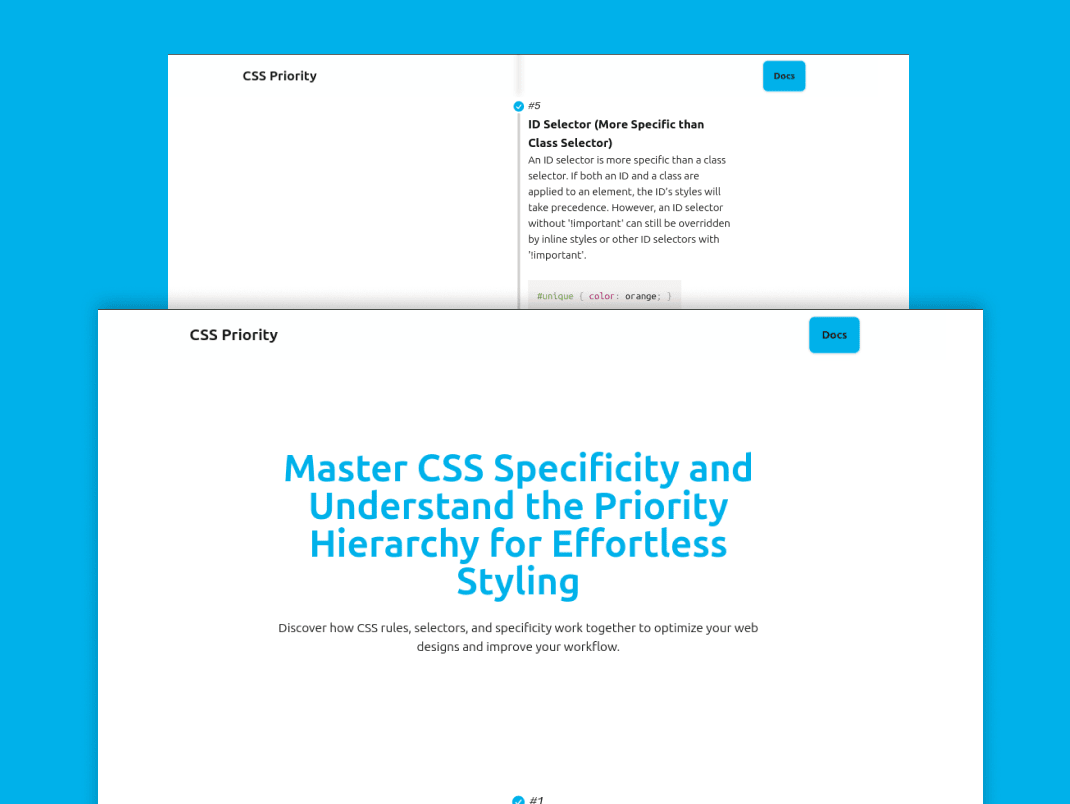 CSS Priority
Docs
#5
ID Selector (More Specific than
Class Selector)
An ID selector is more specific than a class
selector. If both an ID and a class are
applied to an element, the ID's styles will
take precedence. However, an ID selector
without '!important' can still be overridden
by inline styles or other ID selectors with
'!important'.
#unique { color: orange; }
CSS Priority
Docs
Master CSS Specificity and
Understand the Priority
Hierarchy for Effortless
Styling
Discover how CSS rules, selectors, and specificity work together to optimize your web
designs and improve your workflow.
#1